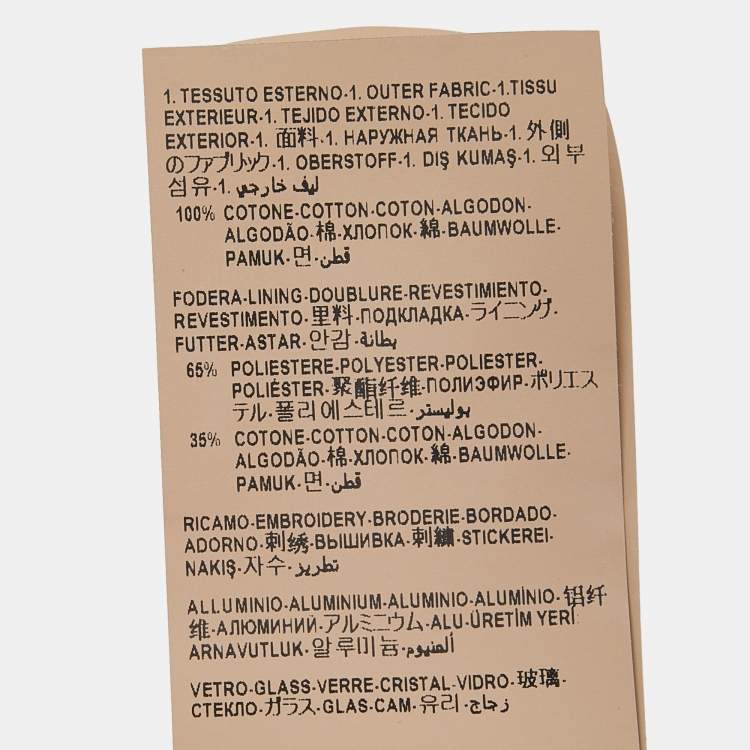 1. TESSUTO ESTERNO-1. OUTER FABRIC-1.TISSU
EXTERIEUR-1. TEJIDO EXTERNO-1. TECIDO
EXTERIOR-1. 面料-1. НАРУЖНАЯ ТКАНЬ-1. 外側
のファブリック-1. OBERSTOFF-1. DIŞ KUMAŞ-1. 외부
섬유-1. ليف خارجي
100% COTONE-COTTON-COTON-ALGODON-
ALGODÃO-棉-ХЛОПОК-綿-BAUMWOLLE-
PAMUK-면-قطن
FODERA-LINING-DOUBLURE-REVESTIMIENTO-
REVESTIMENTO-里料-ПОДКЛАДКА-ライニング-
FUTTER-ASTAR-안감-بطانة
65% POLIESTERE-POLYESTER-POLIESTER-
POLIÉSTER-聚酯纤维-ПОЛИЭФИР-ポリエス
テル-폴리에스테르-بوليستر
35% COTONE-COTTON-COTON-ALGODON-
ALGODÃO-棉-ХЛОПОК-綿-BAUMWOLLE-
PAMUK-면-قطن
RICAMO-EMBROIDERY-BRODERIE-BORDADO-
ADORNO-刺绣-ВЫШИВКА-刺繍-STICKEREI-
NAKIŞ-자수-تطريز
ALLUMINIO-ALUMINIUM-ALUMINIO-ALUMÍNIO-铝纤
维-АЛЮМИНИЙ-アルミニウム-ALU-ÜRETİM YERİ:
ARNAVUTLUK-알루미늄-ألمنيوم
VETRO-GLASS-VERRE-CRISTAL-VIDRO-玻璃-
СТЕКЛО-ガラス-GLAS-CAM-유리-زجاج